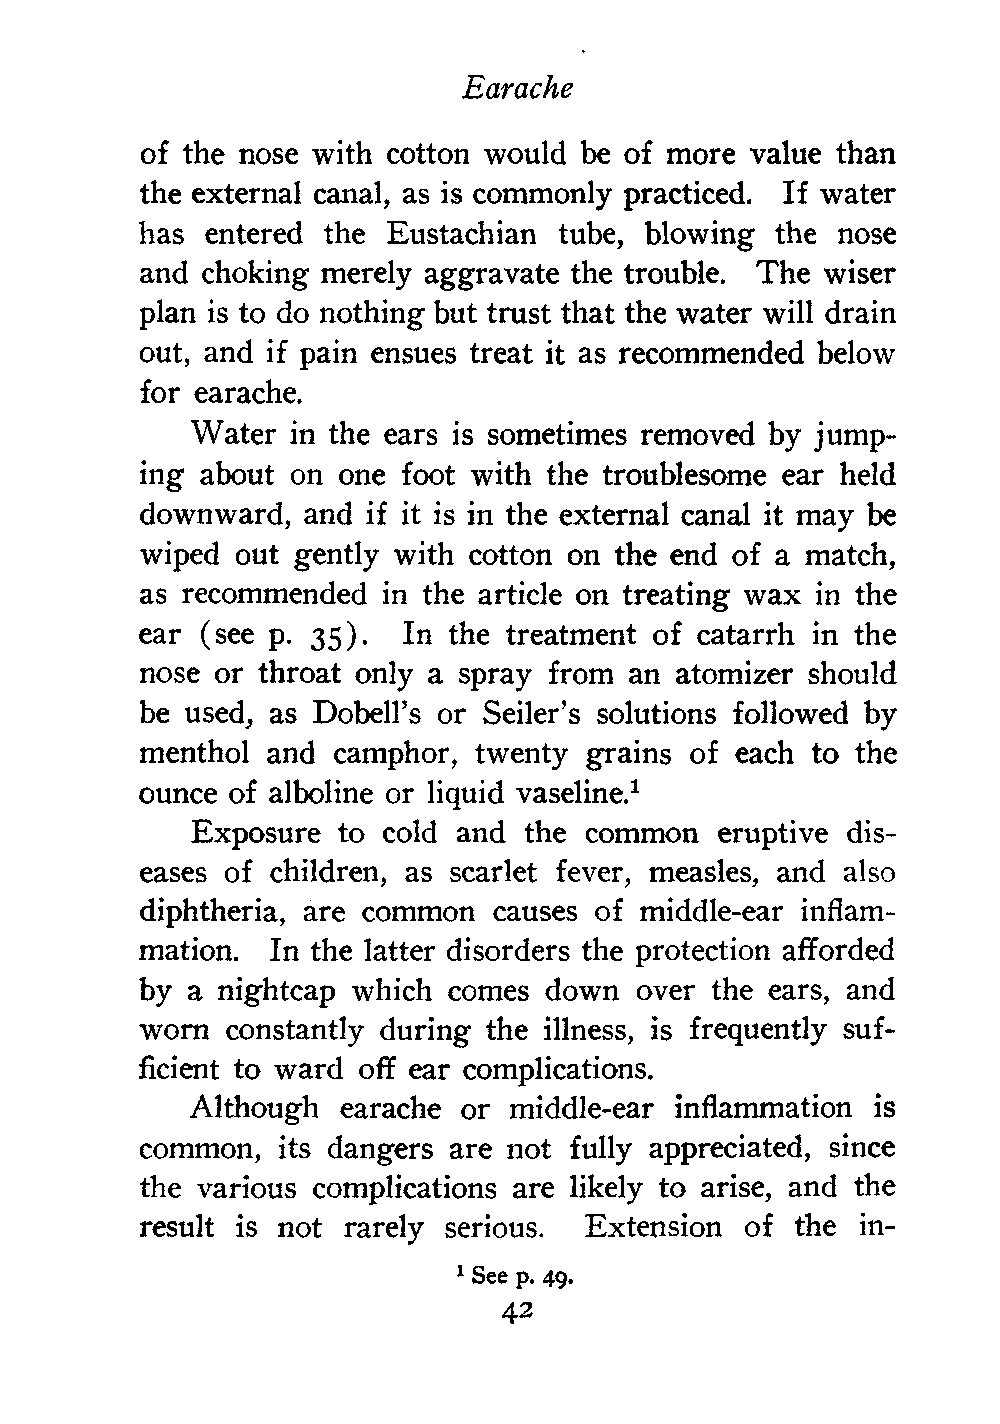 Earache
of the nose with cotton would be of more value than
the external canal, as is commonly practiced. If water
has entered the Eustachian tube, blowing the nose
and choking merely aggravate the trouble. The wiser
plan is to do nothing but trust that the water will drain
out, and if pain ensues treat it as recommended below
for earache.
Water in the ears is sometimes removed by jump-
ing about on one foot with the troublesome ear held
downward, and if it is in the external canal it may be
wiped out gently with cotton on the end of a match,
as recommended in the article on treating wax in the
ear (see p. 35). In the treatment of catarrh in the
nose or throat only a spray from an atomizer should
be used, as Dobell's or Seiler's solutions followed by
menthol and camphor, twenty grains of each to the
ounce of alboline or liquid vaseline.¹
Exposure to cold and the common eruptive dis-
eases of children, as scarlet fever, measles, and also
diphtheria, are common causes of middle-ear inflam-
mation. In the latter disorders the protection afforded
by a nightcap which comes down over the ears, and
worn constantly during the illness, is frequently suf-
ficient to ward off ear complications.
Although earache or middle-ear inflammation is
common, its dangers are not fully appreciated, since
the various complications are likely to arise, and the
result is not rarely serious. Extension of the in-
¹ See p. 49.
42